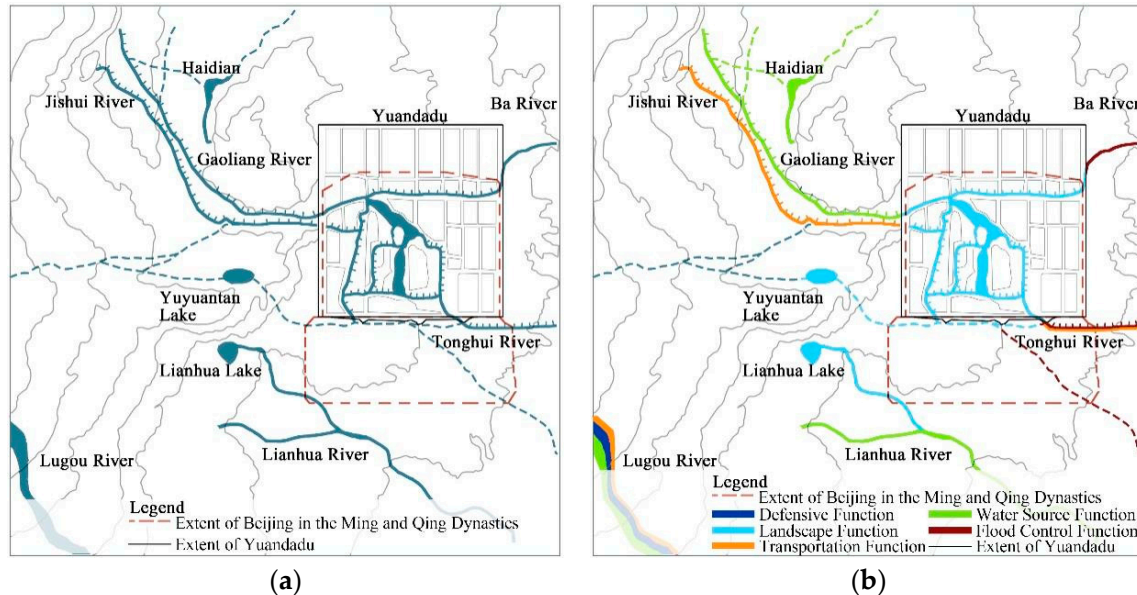 Haidian
Jishui River
Ba River
Yuandadu
Gaoliang River
Yuyuantan
Lake
Tonghui River
Lianhua Lake
Lugou River
Lianhua River
Legend
Extent of Beijing in the Ming and Qing Dynasties
Extent of Yuandadu
(a)
Haidian
Jishui River
Ba River
Yuandadu
Gaoliang River
Yuyuantan
Lake
Tonghui River
Lianhua Lake
Lugou River
Lianhua River
Legend
Extent of Beijing in the Ming and Qing Dynasties
Defensive Function
Water Source Function
Landscape Function
Flood Control Function
Transportation Function
Extent of Yuandadu
(b)